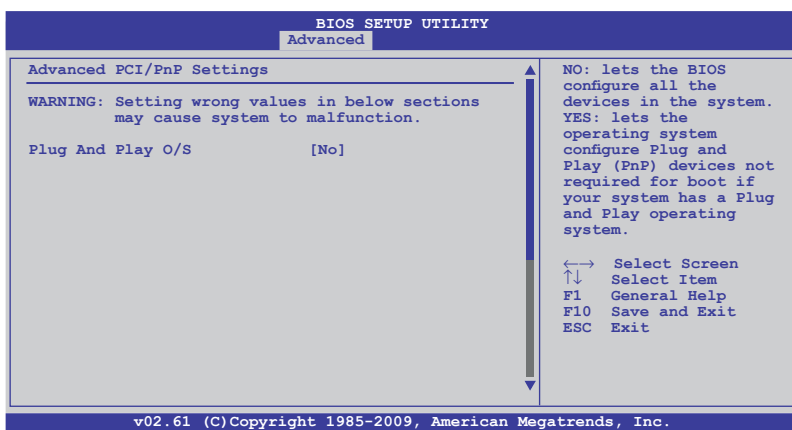 BIOS SETUP UTILITY
Advanced
Advanced PCI/PnP Settings
WARNING: Setting wrong values in below sections
may cause system to malfunction.
Plug And Play O/S [No]
NO: lets the BIOS
configure all the
devices in the system.
YES: lets the
operating system
configure Plug and
Play (PnP) devices not
required for boot if
your system has a Plug
and Play operating
system.
←→ Select Screen
↑↓ Select Item
F1 General Help
F10 Save and Exit
ESC Exit
v02.61 (C)Copyright 1985-2009, American Megatrends, Inc.